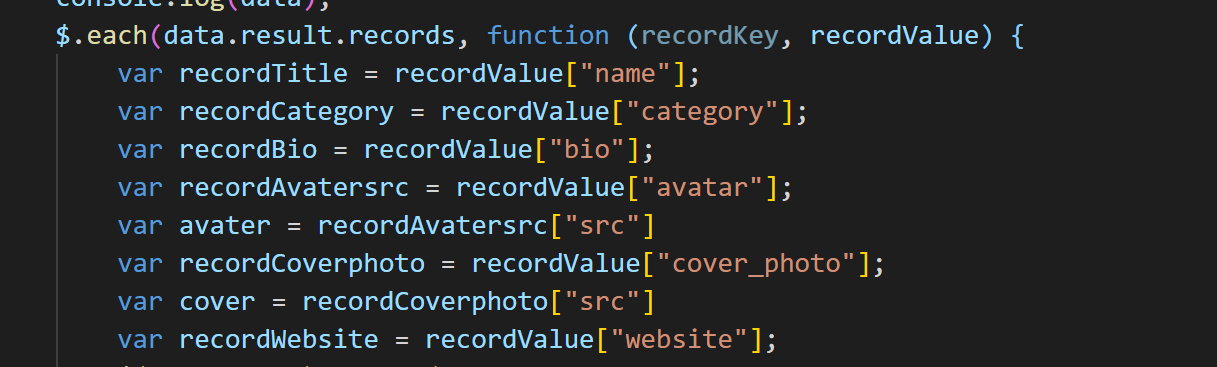 console.log(data);
$.each(data.result.records, function (recordKey, recordValue) {
var recordTitle = recordValue["name"];
var recordCategory = recordValue["category"];
var recordBio = recordValue["bio"];
var recordAvatersrc = recordValue["avatar"];
var avater = recordAvatersrc["src"]
var recordCoverphoto = recordValue["cover_photo"];
var cover = recordCoverphoto["src"]
var recordWebsite = recordValue["website"];